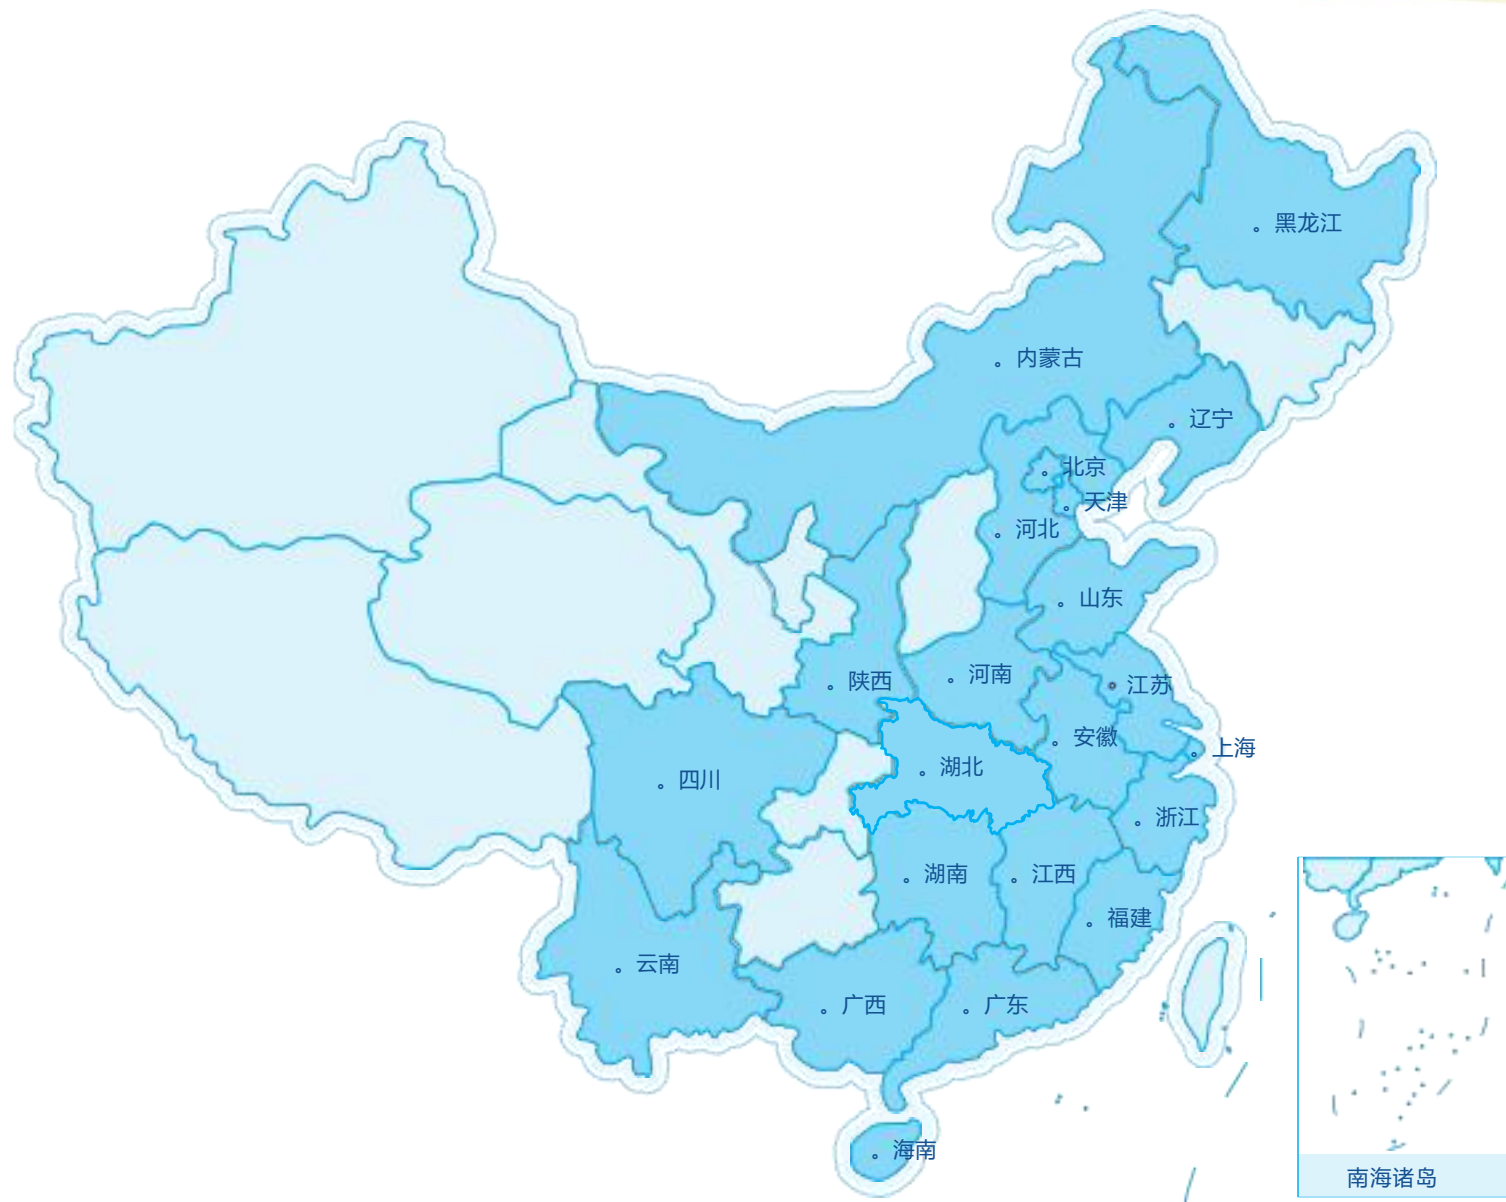 黑龙江
内蒙古
辽宁
北京
天津
河北
山东
河南
陕西
江苏
安徽
上海
湖北
四川
浙江
湖南
江西
福建
云南
广西
广东
海南
南海诸岛